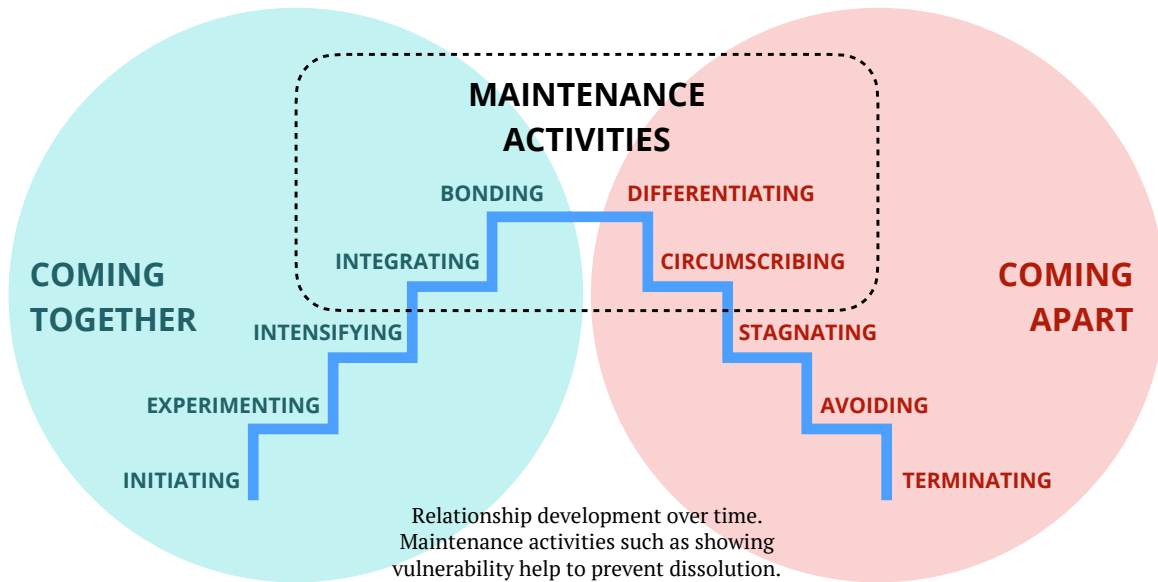 MAINTENANCE
ACTIVITIES
BONDING
DIFFERENTIATING
INTEGRATING
CIRCUMSCRIBING
COMING
TOGETHER
COMING
APART
INTENSIFYING
STAGNATING
EXPERIMENTING
AVOIDING
INITIATING
TERMINATING
Relationship development over time.
Maintenance activities such as showing
vulnerability help to prevent dissolution.